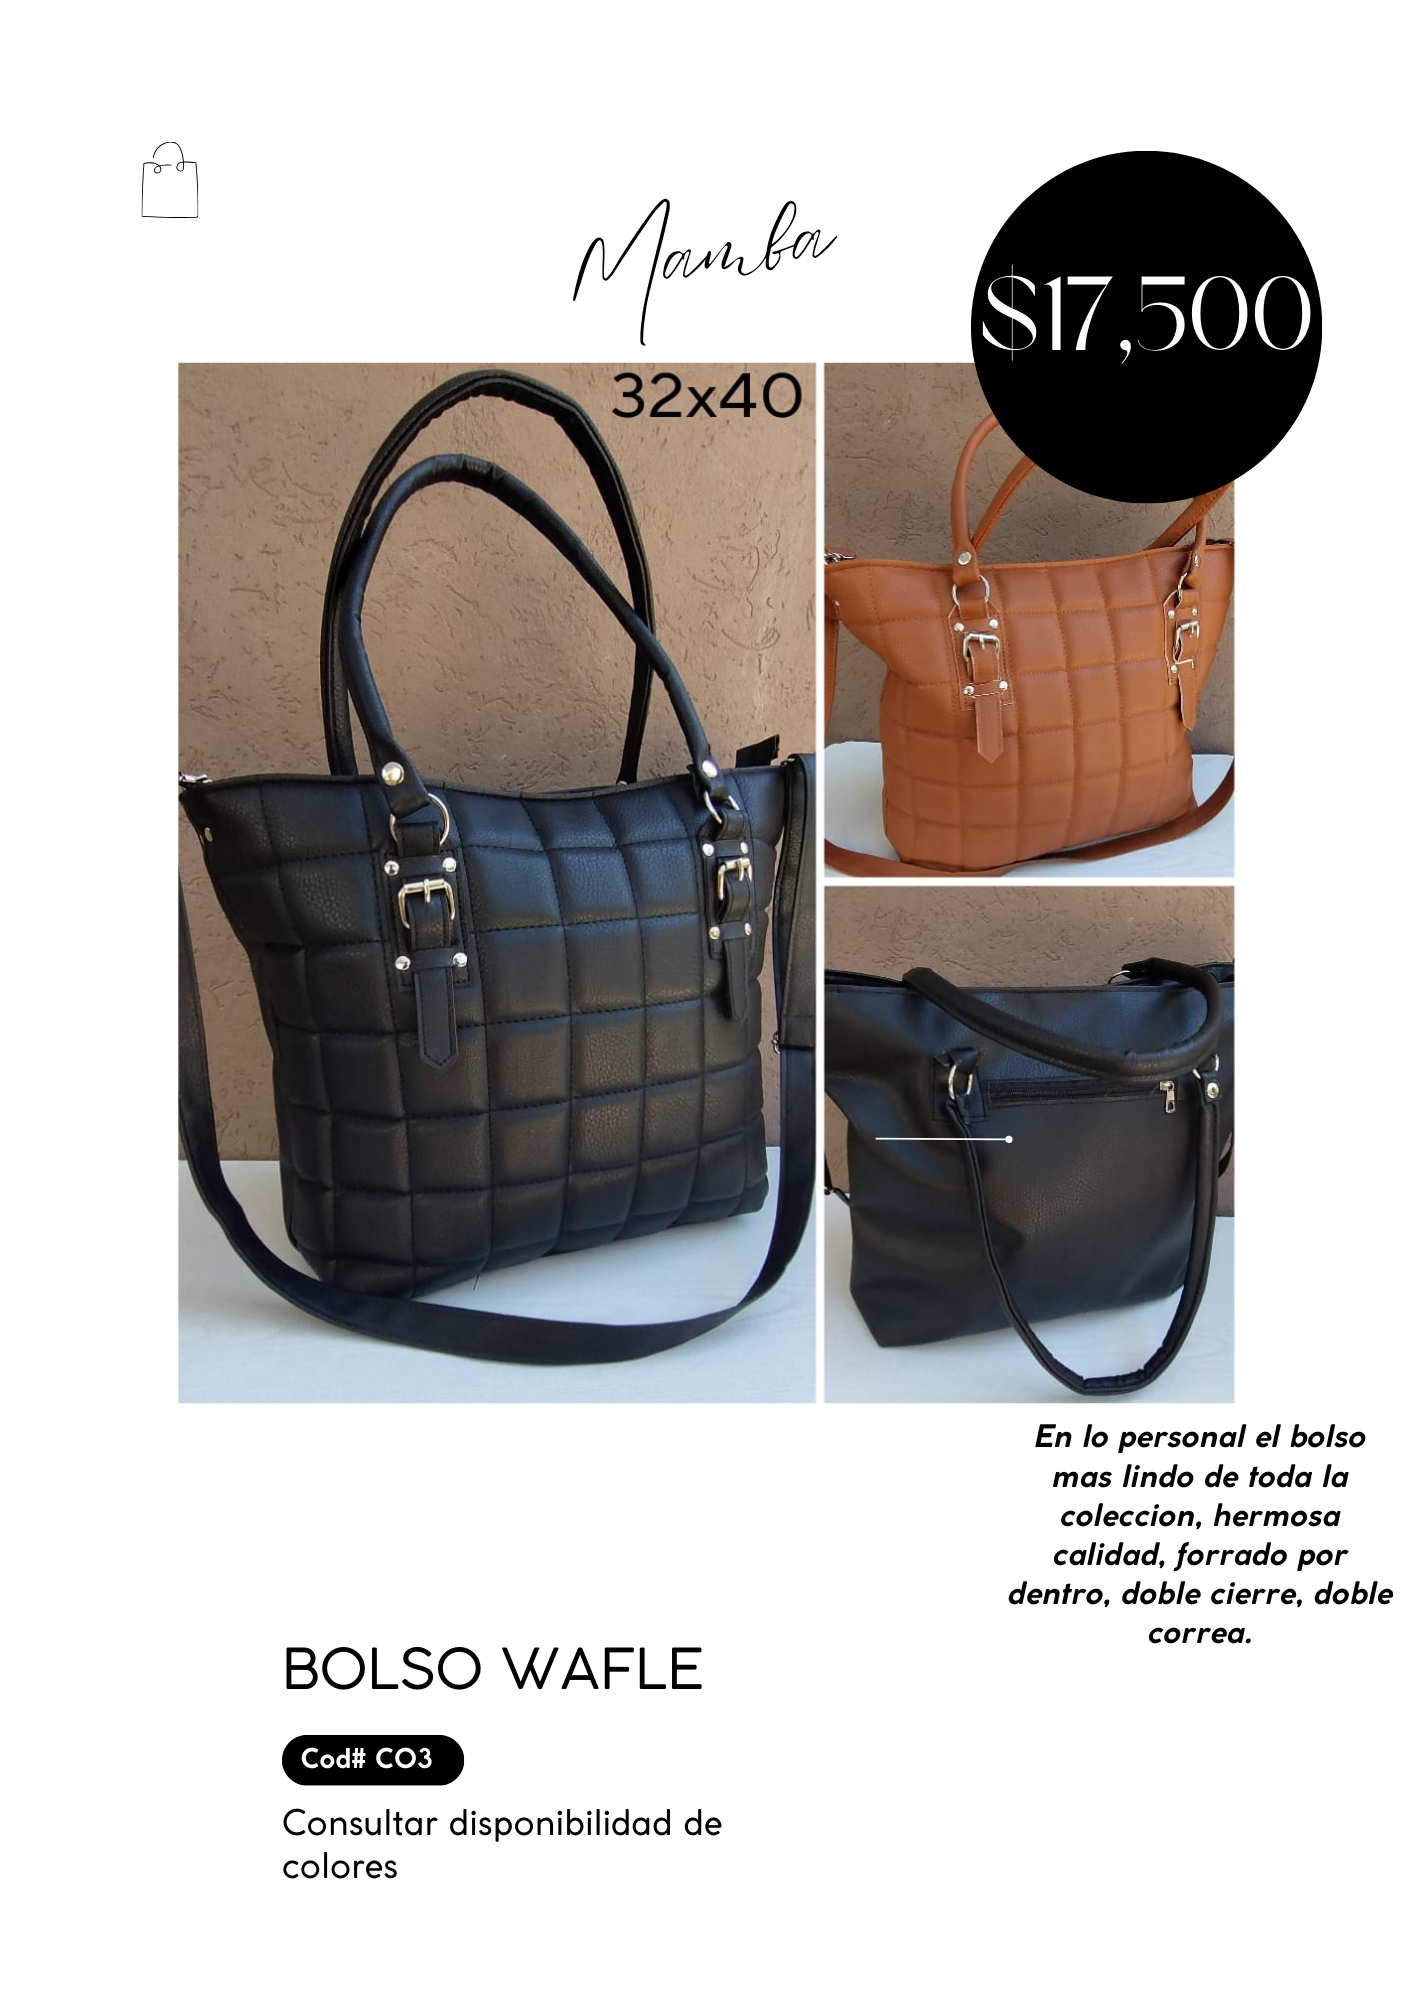 Mamba
$17,500
32x40
En lo personal el bolso
mas lindo de toda la
coleccion, hermosa
calidad, forrado por
dentro, doble cierre, doble
correa.
BOLSO WAFLE
Cod# CO3
Consultar disponibilidad de
colores